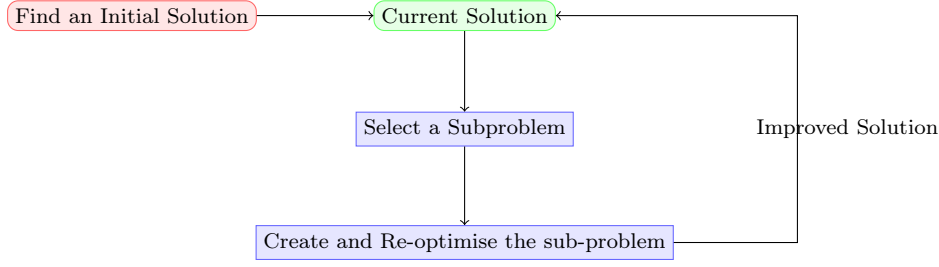 Find an Initial Solution
Current Solution
Select a Subproblem
Improved Solution
Create and Re-optimise the sub-problem